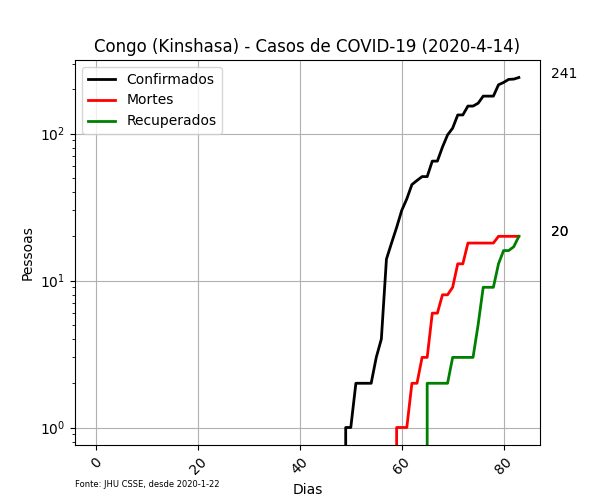 Congo (Kinshasa) - Casos de COVID-19 (2020-4-14)
Confirmados
Mortes
Recuperados
241
20
10²
10¹
10⁰
Pessoas
0
20
40
60
80
Dias
Fonte: JHU CSSE, desde 2020-1-22